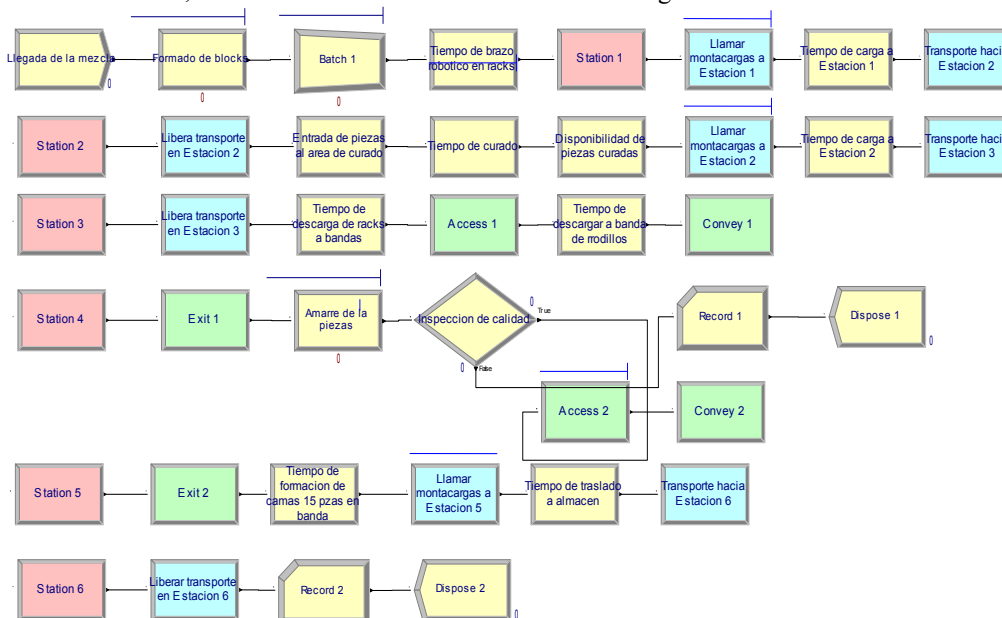 Llegada de la mezcla
Formado de blocks
Batch 1
Tiempo de brazo
robotico en racks
Station 1
Llamar
montacargas a
Estacion 1
Tiempo de carga a
Estacion 1
Transporte hacia
Estacion 2
0
0
0
Station 2
Libera transporte
en Estacion 2
Entrada de piezas
al area de curado
Tiempo de curado
Disponibilidad de
piezas curadas
Llamar
montacargas a
Estacion 2
Tiempo de carga a
Estacion 2
Transporte hacia
Estacion 3
Station 3
Libera transporte
en Estacion 3
Tiempo de
descarga de racks
a bandas
Access 1
Tiempo de
descargar a banda
de rodillos
Convey 1
Station 4
Exit 1
Amarre de la
piezas
0
Inspeccion de calidad
0
True
0
False
Record 1
Dispose 1
0
Access 2
Convey 2
Station 5
Exit 2
Tiempo de
formacion de
camas 15 pzas en
banda
Llamar
montacargas a
Estacion 5
Tiempo de traslado
a almacen
Transporte hacia
Estacion 6
Station 6
Liberar transporte
en Estacion 6
Record 2
Dispose 2
0